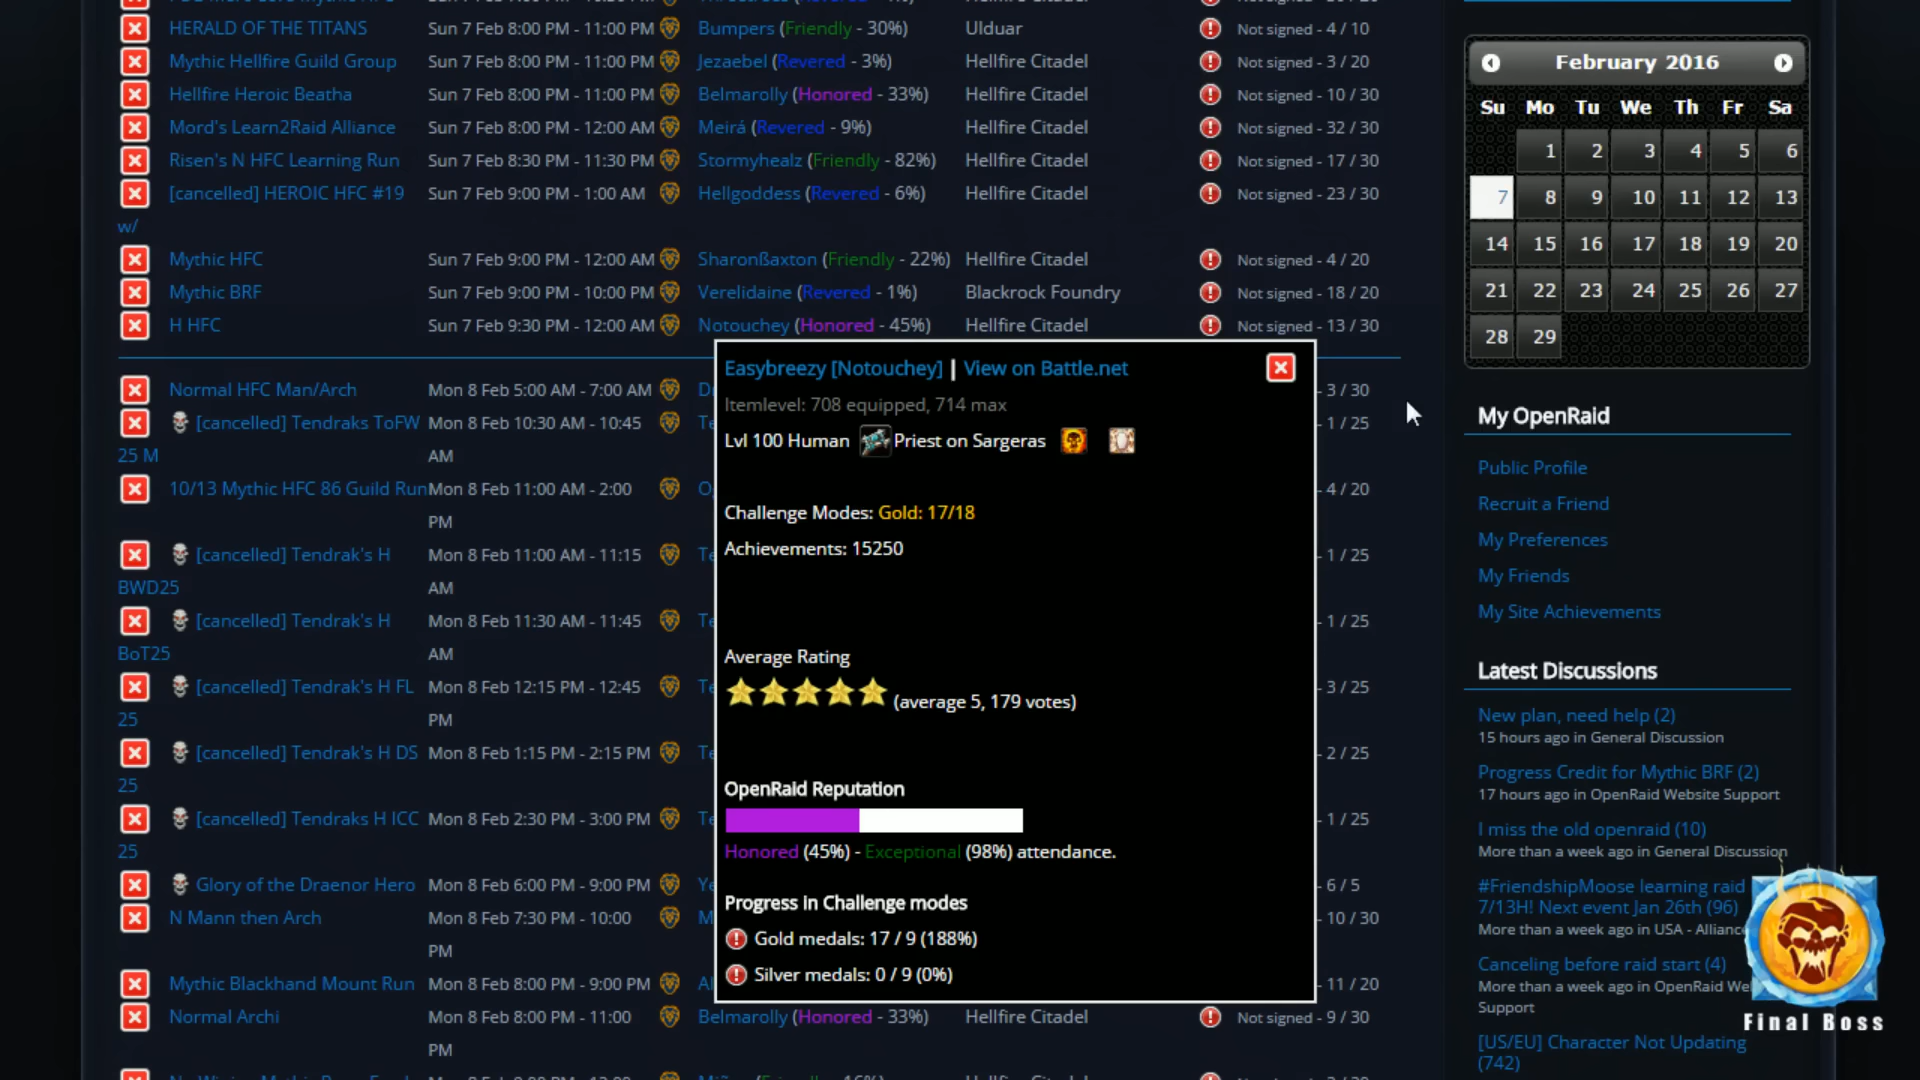 HERALD OF THE TITANS Sun 7 Feb 8:00 PM - 11:00 PM Bumpers (Friendly - 30%) Ulduar Not signed - 4 / 10
Mythic Hellfire Guild Group Sun 7 Feb 8:00 PM - 11:00 PM Jezaebel (Revered - 3%) Hellfire Citadel Not signed - 3 / 20
Hellfire Heroic Beatha Sun 7 Feb 8:00 PM - 11:00 PM Belmarolly (Honored - 33%) Hellfire Citadel Not signed - 10 / 30
Mord's Learn2Raid Alliance Sun 7 Feb 8:00 PM - 12:00 AM Meirá (Revered - 9%) Hellfire Citadel Not signed - 32 / 30
Risen's N HFC Learning Run Sun 7 Feb 8:30 PM - 11:30 PM Stormyhealz (Friendly - 82%) Hellfire Citadel Not signed - 17 / 30
[cancelled] HEROIC HFC #19 Sun 7 Feb 9:00 PM - 1:00 AM Hellgoddess (Revered - 6%) Hellfire Citadel Not signed - 23 / 30
w/
Mythic HFC Sun 7 Feb 9:00 PM - 12:00 AM Sharonßaxton (Friendly - 22%) Hellfire Citadel Not signed - 4 / 20
Mythic BRF Sun 7 Feb 9:00 PM - 10:00 PM Verelidaine (Revered - 1%) Blackrock Foundry Not signed - 18 / 20
H HFC Sun 7 Feb 9:30 PM - 12:00 AM Notouchey (Honored - 45%) Hellfire Citadel Not signed - 13 / 30
Normal HFC Man/Arch Mon 8 Feb 5:00 AM - 7:00 AM - 3 / 30
[cancelled] Tendraks ToFW Mon 8 Feb 10:30 AM - 10:45 Te - 1 / 25
25 M AM
10/13 Mythic HFC 86 Guild Run Mon 8 Feb 11:00 AM - 2:00 - 4 / 20
PM
[cancelled] Tendrak's H Mon 8 Feb 11:00 AM - 11:15 Te - 1 / 25
BWD25 AM
[cancelled] Tendrak's H Mon 8 Feb 11:30 AM - 11:45 Te - 1 / 25
BoT25 AM
[cancelled] Tendrak's H FL Mon 8 Feb 12:15 PM - 12:45 Te - 3 / 25
25 PM
[cancelled] Tendrak's H DS Mon 8 Feb 1:15 PM - 2:15 PM Te - 2 / 25
25
[cancelled] Tendraks H ICC Mon 8 Feb 2:30 PM - 3:00 PM Te - 1 / 25
25
Glory of the Draenor Hero Mon 8 Feb 6:00 PM - 9:00 PM Ye - 6 / 5
N Mann then Arch Mon 8 Feb 7:30 PM - 10:00 M - 10 / 30
PM
Mythic Blackhand Mount Run Mon 8 Feb 8:00 PM - 9:00 PM - 11 / 20
Normal Archi Mon 8 Feb 8:00 PM - 11:00 Belmarolly (Honored - 33%) Hellfire Citadel Not signed - 9 / 30
PM
Easybreezy [Notouchey] | View on Battle.net
Itemlevel: 708 equipped, 714 max
Lvl 100 Human Priest on Sargeras
Challenge Modes: Gold: 17/18
Achievements: 15250
Average Rating
(average 5, 179 votes)
OpenRaid Reputation
Honored (45%) - Exceptional (98%) attendance.
Progress in Challenge modes
Gold medals: 17 / 9 (188%)
Silver medals: 0 / 9 (0%)
February 2016
Su Mo Tu We Th Fr Sa
1 2 3 4 5 6
7 8 9 10 11 12 13
14 15 16 17 18 19 20
21 22 23 24 25 26 27
28 29
My OpenRaid
Public Profile
Recruit a Friend
My Preferences
My Friends
My Site Achievements
Latest Discussions
New plan, need help (2)
15 hours ago in General Discussion
Progress Credit for Mythic BRF (2)
17 hours ago in OpenRaid Website Support
I miss the old openraid (10)
More than a week ago in General Discussion
#FriendshipMoose learning raid
7/13H! Next event Jan 26th (96)
More than a week ago in USA - Alliance
Canceling before raid start (4)
More than a week ago in OpenRaid We
Support
[US/EU] Character Not Updating
(742)
Final Boss